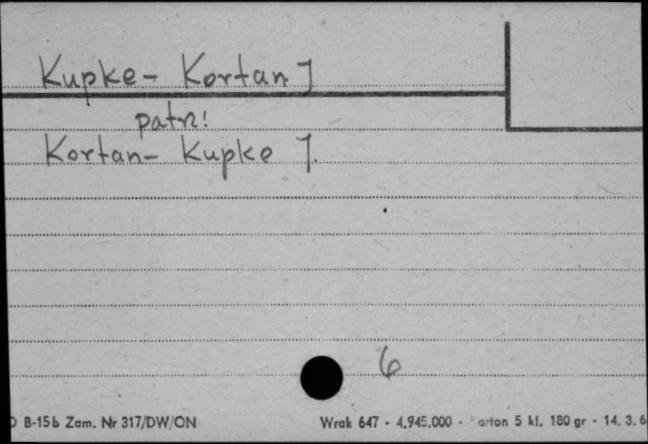 Kupke- Kortan J
patrz!
Kortan- Kupke J.
6
B-15b Zam. Nr 317/DW/ON
Wrak 647 - 4.945.000 - arton 5 kl. 180 gr - 14. 3. 6